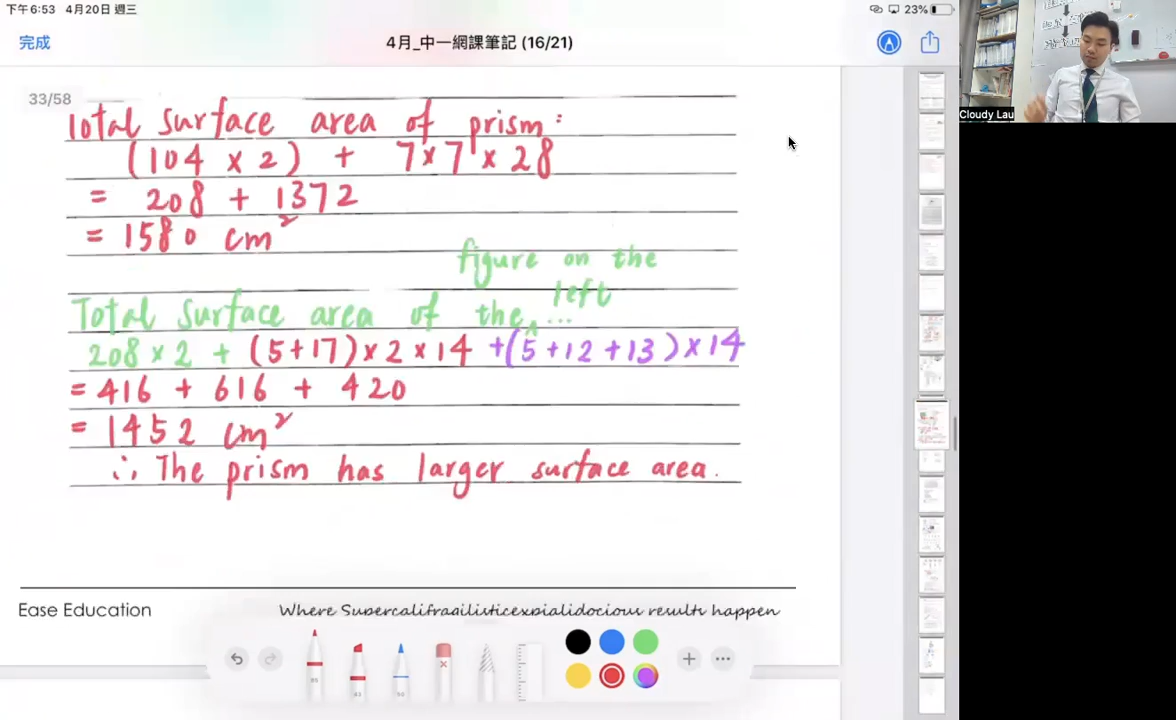 下午6:53 4月20日 週三
23%
完成
4月_中一網課筆記 (16/21)
Cloudy Lau
33/58
Total surface area of prism:
(104 × 2) + 7 × 7 × 28
= 208 + 1372
= 1580 cm²
figure on the
left
Total surface area of the ^ ...
208 × 2 + (5+17) × 2 × 14 + (5 + 12 + 13) × 14
= 416 + 616 + 420
= 1452 cm²
∴ The prism has larger surface area.
Ease Education
Where Supercalifragilisticexpialidocious results happen